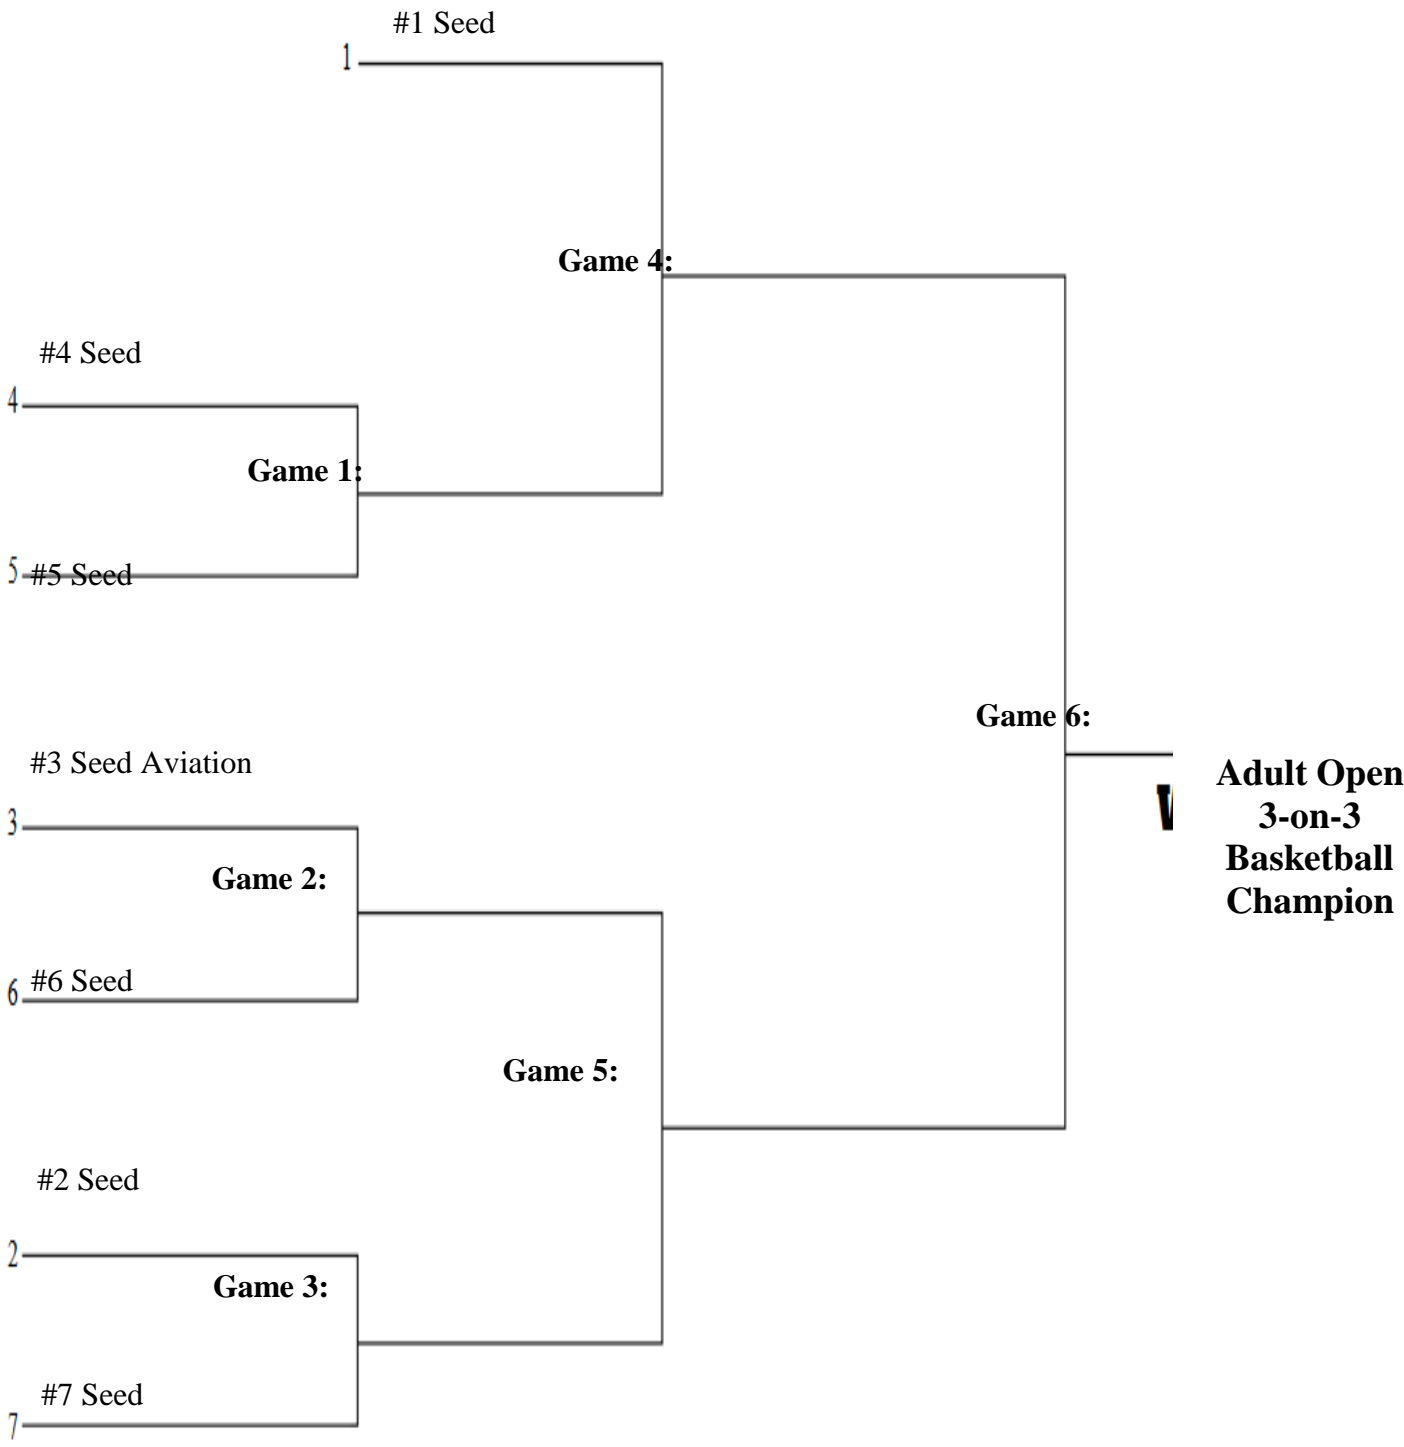 #1 Seed
1
Game 4:
#4 Seed
4
Game 1:
5 #5 Seed
Game 6:
#3 Seed Aviation
3
Adult Open
3-on-3
Basketball
Champion
Game 2:
6 #6 Seed
Game 5:
#2 Seed
2
Game 3:
#7 Seed
7